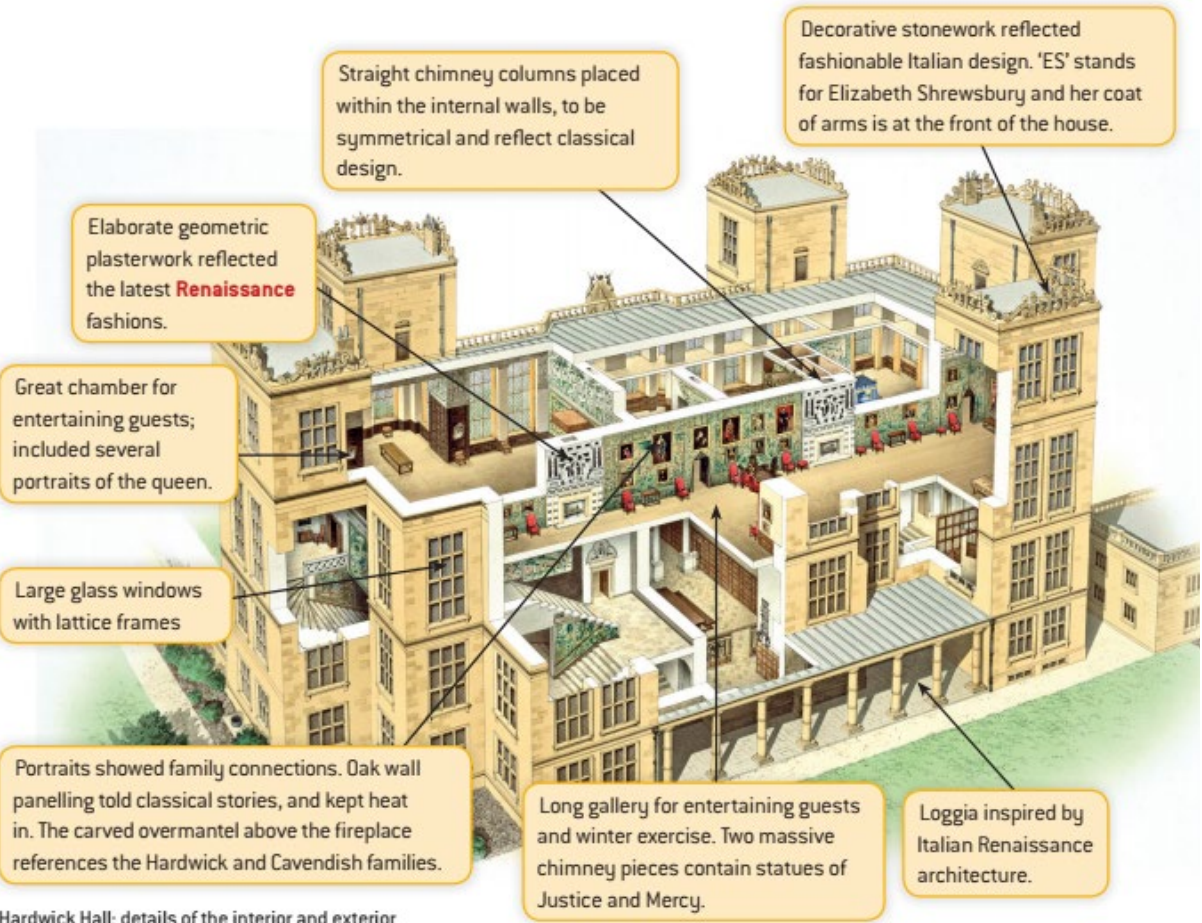 Decorative stonework reflected
fashionable Italian design. 'ES' stands
for Elizabeth Shrewsbury and her coat
of arms is at the front of the house.
Straight chimney columns placed
within the internal walls, to be
symmetrical and reflect classical
design.
Elaborate geometric
plasterwork reflected
the latest Renaissance
fashions.
Great chamber for
entertaining guests;
included several
portraits of the queen.
Large glass windows
with lattice frames
Portraits showed family connections. Oak wall
panelling told classical stories, and kept heat
in. The carved overmantel above the fireplace
references the Hardwick and Cavendish families.
Long gallery for entertaining guests
and winter exercise. Two massive
chimney pieces contain statues of
Justice and Mercy.
Loggia inspired by
Italian Renaissance
architecture.
Hardwick Hall: details of the interior and exterior